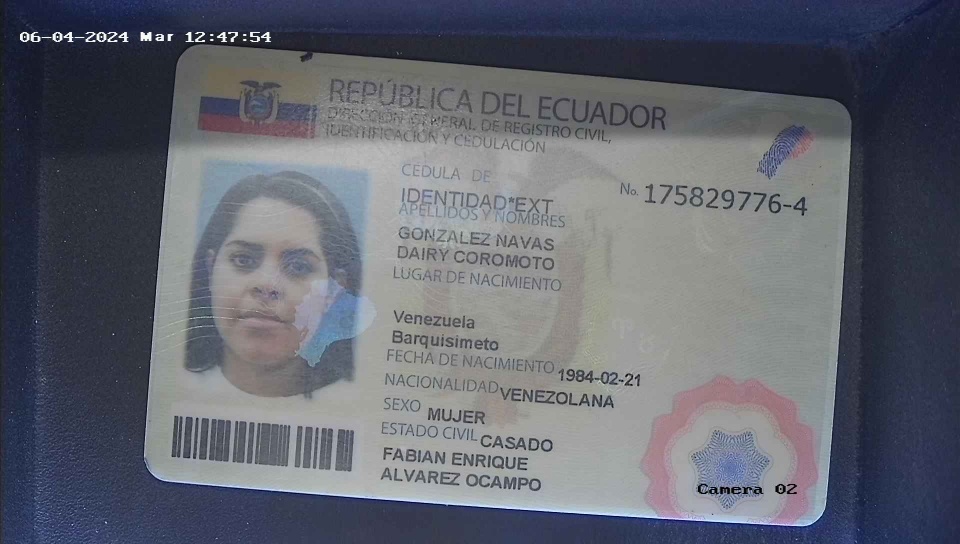 06-04-2024 Mar 12:47:54
REPÚBLICA DEL ECUADOR
DIRECCIÓN GENERAL DE REGISTRO CIVIL,
IDENTIFICACIÓN Y CEDULACIÓN
CÉDULA DE
No. 175829776-4
IDENTIDAD*EXT
APELLIDOS Y NOMBRES
GONZALEZ NAVAS
DAIRY COROMOTO
LUGAR DE NACIMIENTO
Venezuela
Barquisimeto
FECHA DE NACIMIENTO 1984-02-21
NACIONALIDAD VENEZOLANA
SEXO MUJER
ESTADO CIVIL CASADO
FABIAN ENRIQUE
ALVAREZ OCAMPO
Camera 02